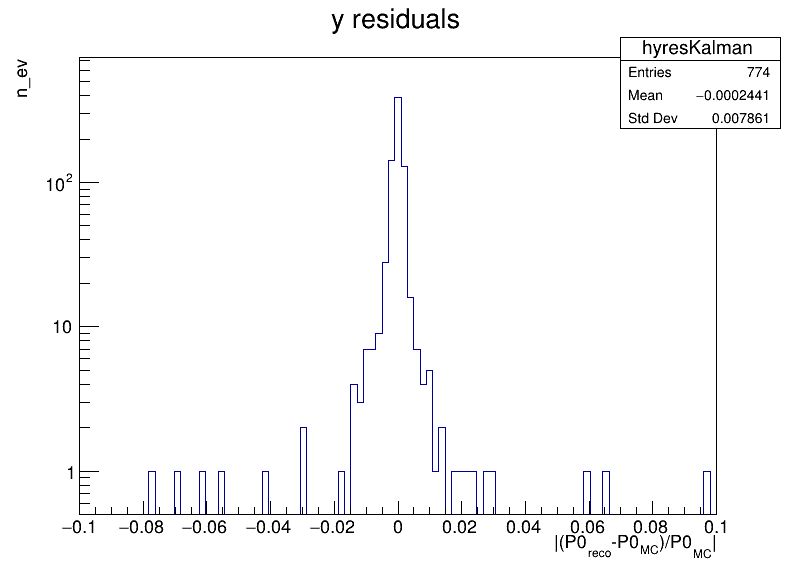 y residuals
hyresKalman
Entries 774
Mean −0.0002441
Std Dev 0.007861
n_ev
10²
10
1
−0.1 −0.08 −0.06 −0.04 −0.02 0 0.02 0.04 0.06 0.08 0.1
|(P0reco-P0MC)/P0MC|